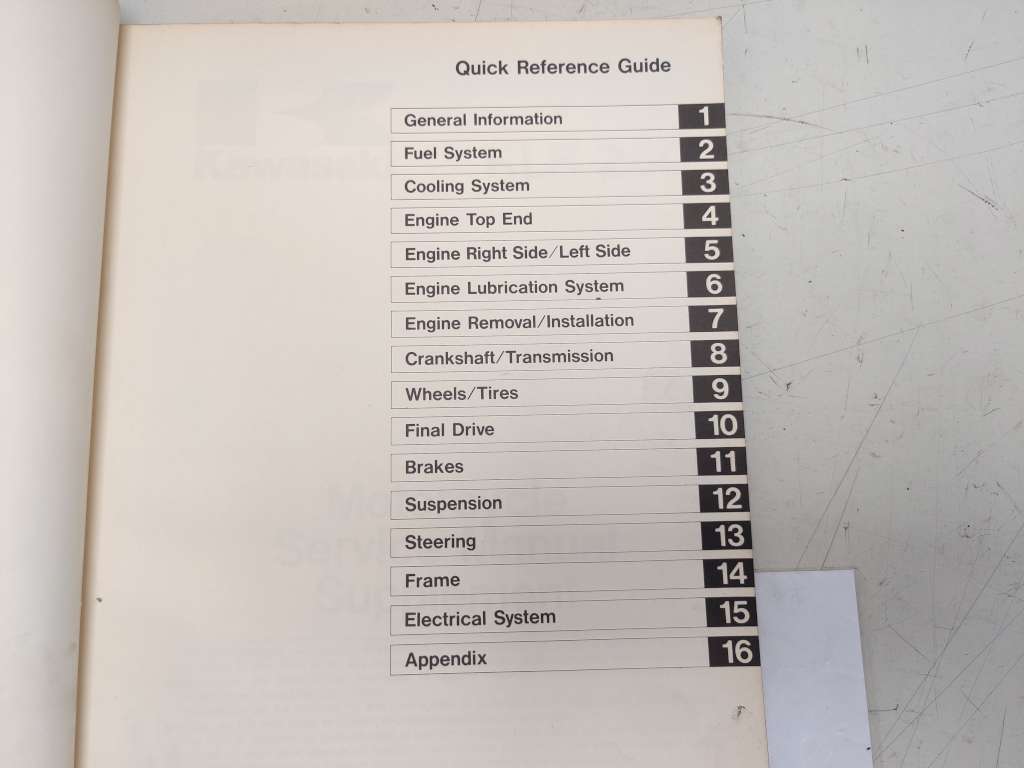 Quick Reference Guide
General Information 1
Fuel System 2
Cooling System 3
Engine Top End 4
Engine Right Side/Left Side 5
Engine Lubrication System 6
Engine Removal/Installation 7
Crankshaft/Transmission 8
Wheels/Tires 9
Final Drive 10
Brakes 11
Suspension 12
Steering 13
Frame 14
Electrical System 15
Appendix 16